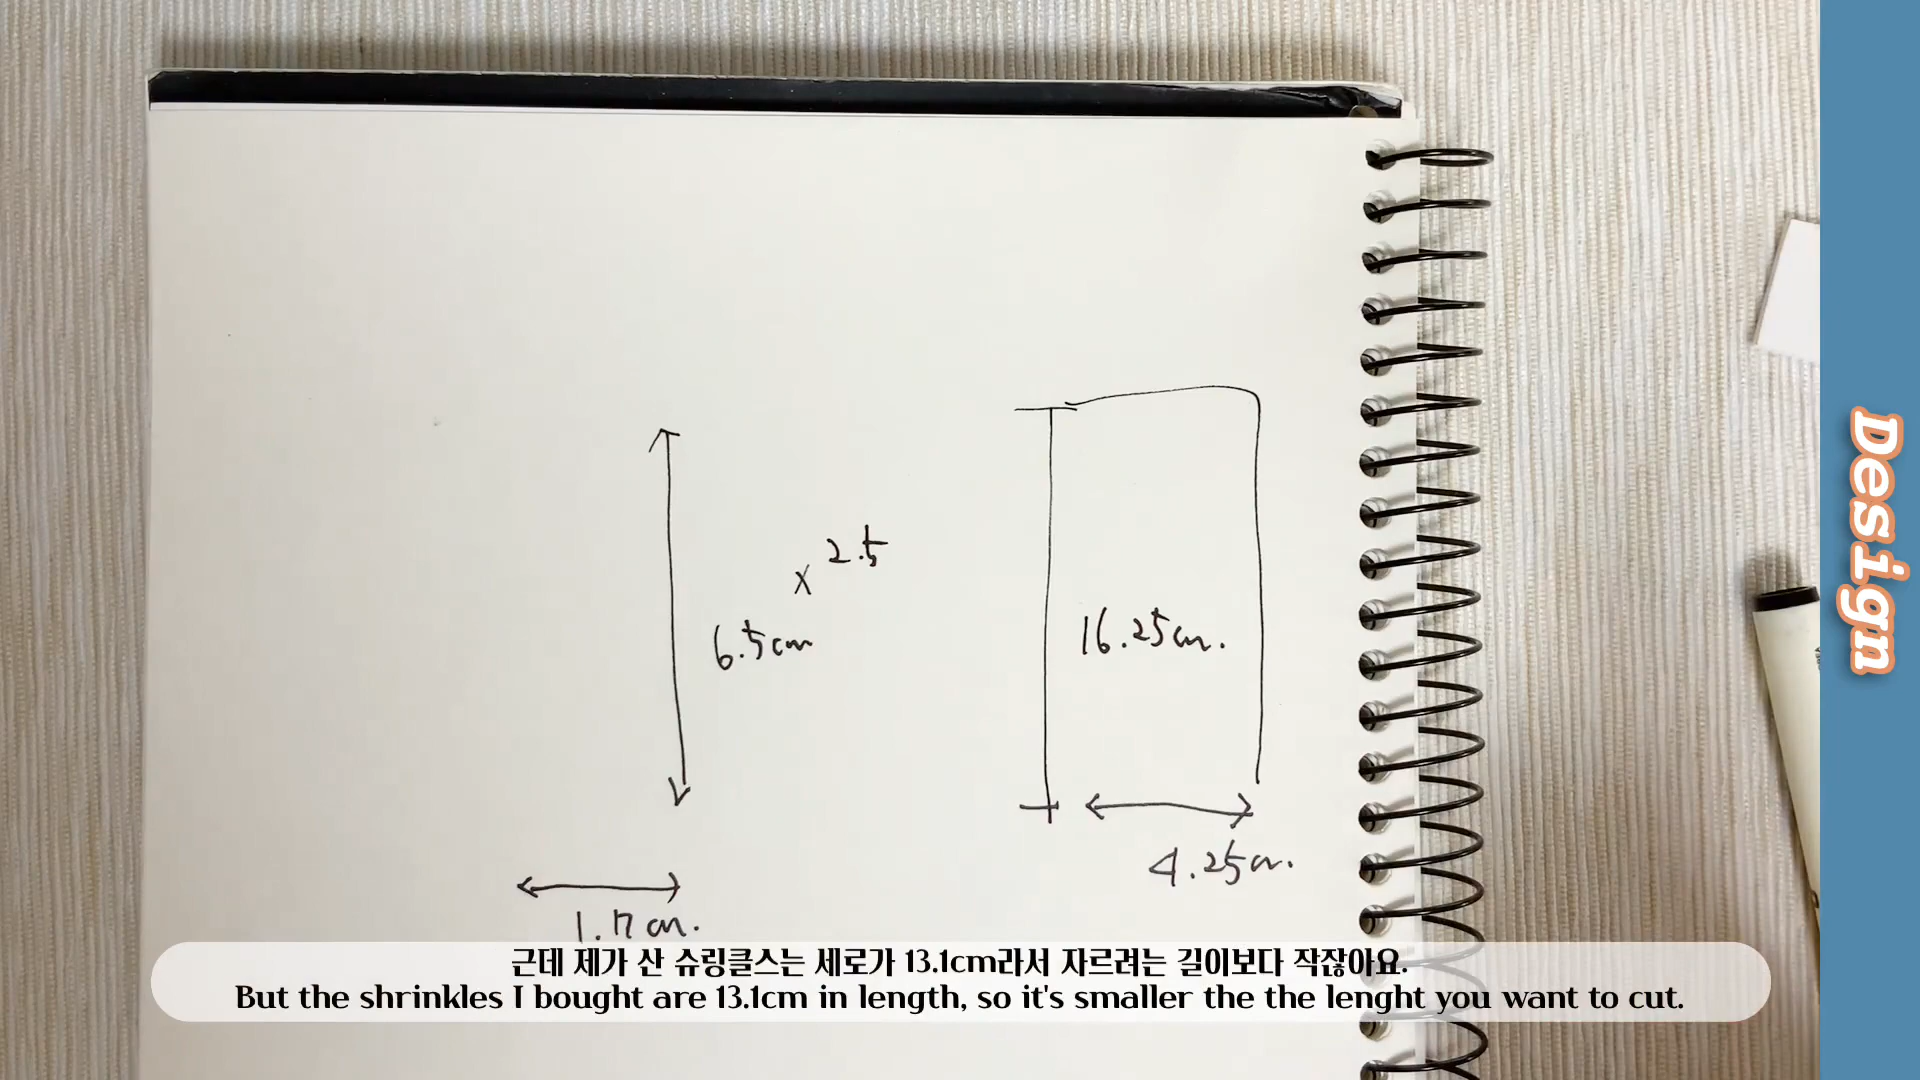 x 2.5
6.5cm
1.7cm.
16.25cm.
4.25cm.
Design
근데 제가 산 슈링클스는 세로가 13.1cm라서 자르려는 길이보다 작잖아요.
But the shrinkles I bought are 13.1cm in length, so it's smaller the the lenght you want to cut.